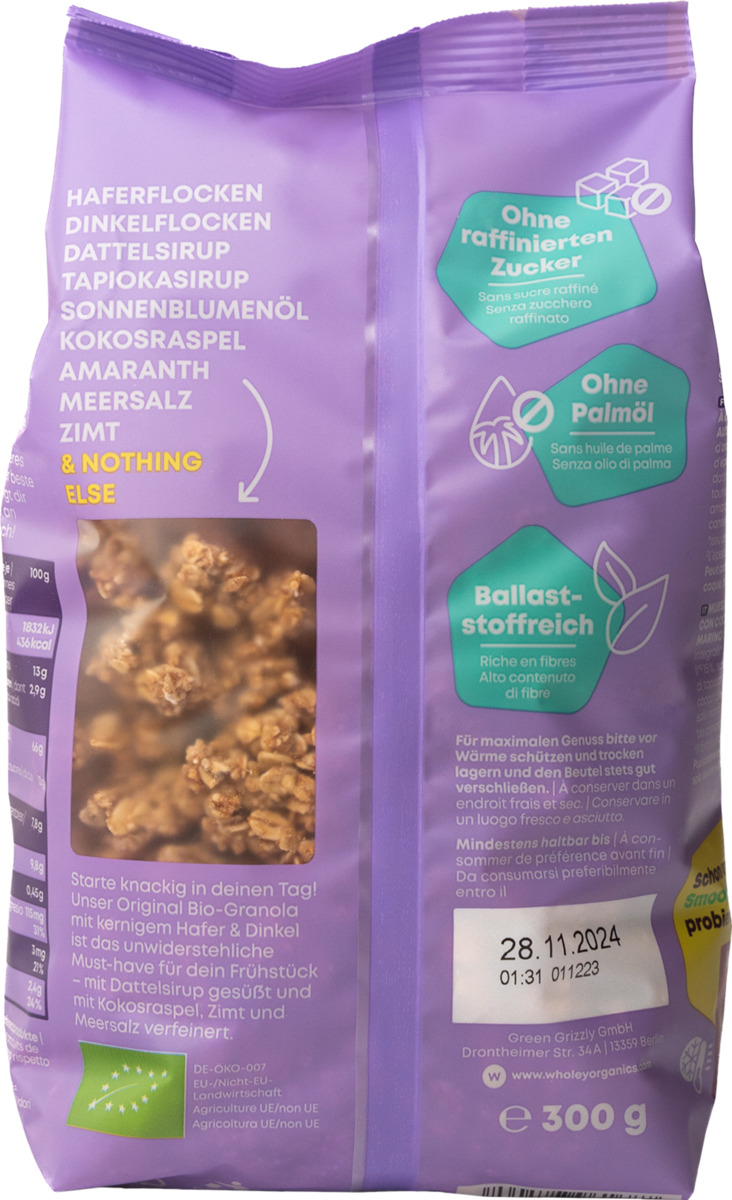 HAFERFLOCKEN
DINKELFLOCKEN
DATTELSIRUP
TAPIOKASIRUP
SONNENBLUMENÖL
KOKOSRASPEL
AMARANTH
MEERSALZ
ZIMT
& NOTHING
ELSE
100g
1832 kJ
436 kcal
13g
dont
2,9g
66g
7,8g
9,8g
0,45g
115mg
31%
3mg
21%
2,4g
24%
Starte knackig in deinen Tag!
Unser Original Bio-Granola
mit kernigem Hafer & Dinkel
ist das unwiderstehliche
Must-have für dein Frühstück
– mit Dattelsirup gesüßt und
mit Kokosraspel, Zimt und
Meersalz verfeinert.
DE-ÖKO-007
EU-/Nicht-EU-
Landwirtschaft
Agriculture UE/non UE
Agricoltura UE/non UE
Ohne
raffinierten
Zucker
Sans sucre raffiné
Senza zucchero
raffinato
Ohne
Palmöl
Sans huile de palme
Senza olio di palma
Ballast-
stoffreich
Riche en fibres
Alto contenuto
di fibre
Für maximalen Genuss bitte vor
Wärme schützen und trocken
lagern und den Beutel stets gut
verschließen. | À conserver dans un
endroit frais et sec. | Conservare in
un luogo fresco e asciutto.
Mindestens haltbar bis | À con-
sommer de préférence avant fin |
Da consumarsi preferibilmente
entro il
28.11.2024
01:31 011223
Green Grizzly GmbH
Drontheimer Str. 34A | 13359 Berlin
W www.wholeyorganics.com
℮ 300 g